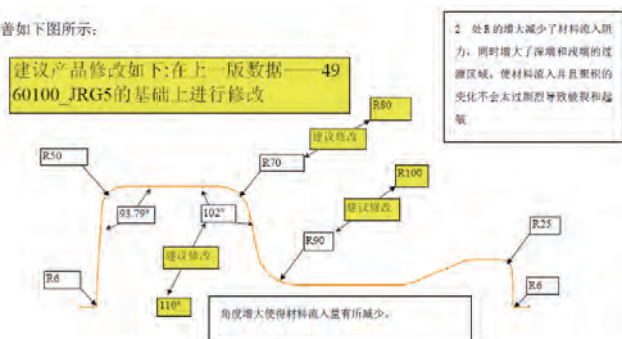 善如下图所示:
2 处R的增大减少了材料流入阻
力，同时增大了深端和浅端的过
渡区域，使材料流入并且聚积的
变化不会太过剧烈导致破裂和起
皱
建议产品修改如下:在上一版数据——49
60100_JRG5的基础上进行修改
R80
建议修改
R50
R70
R100
93.79°
102°
建议修改
R90
R25
建议修改
R6
R6
110°
角度增大使得材料流入量有所减少。